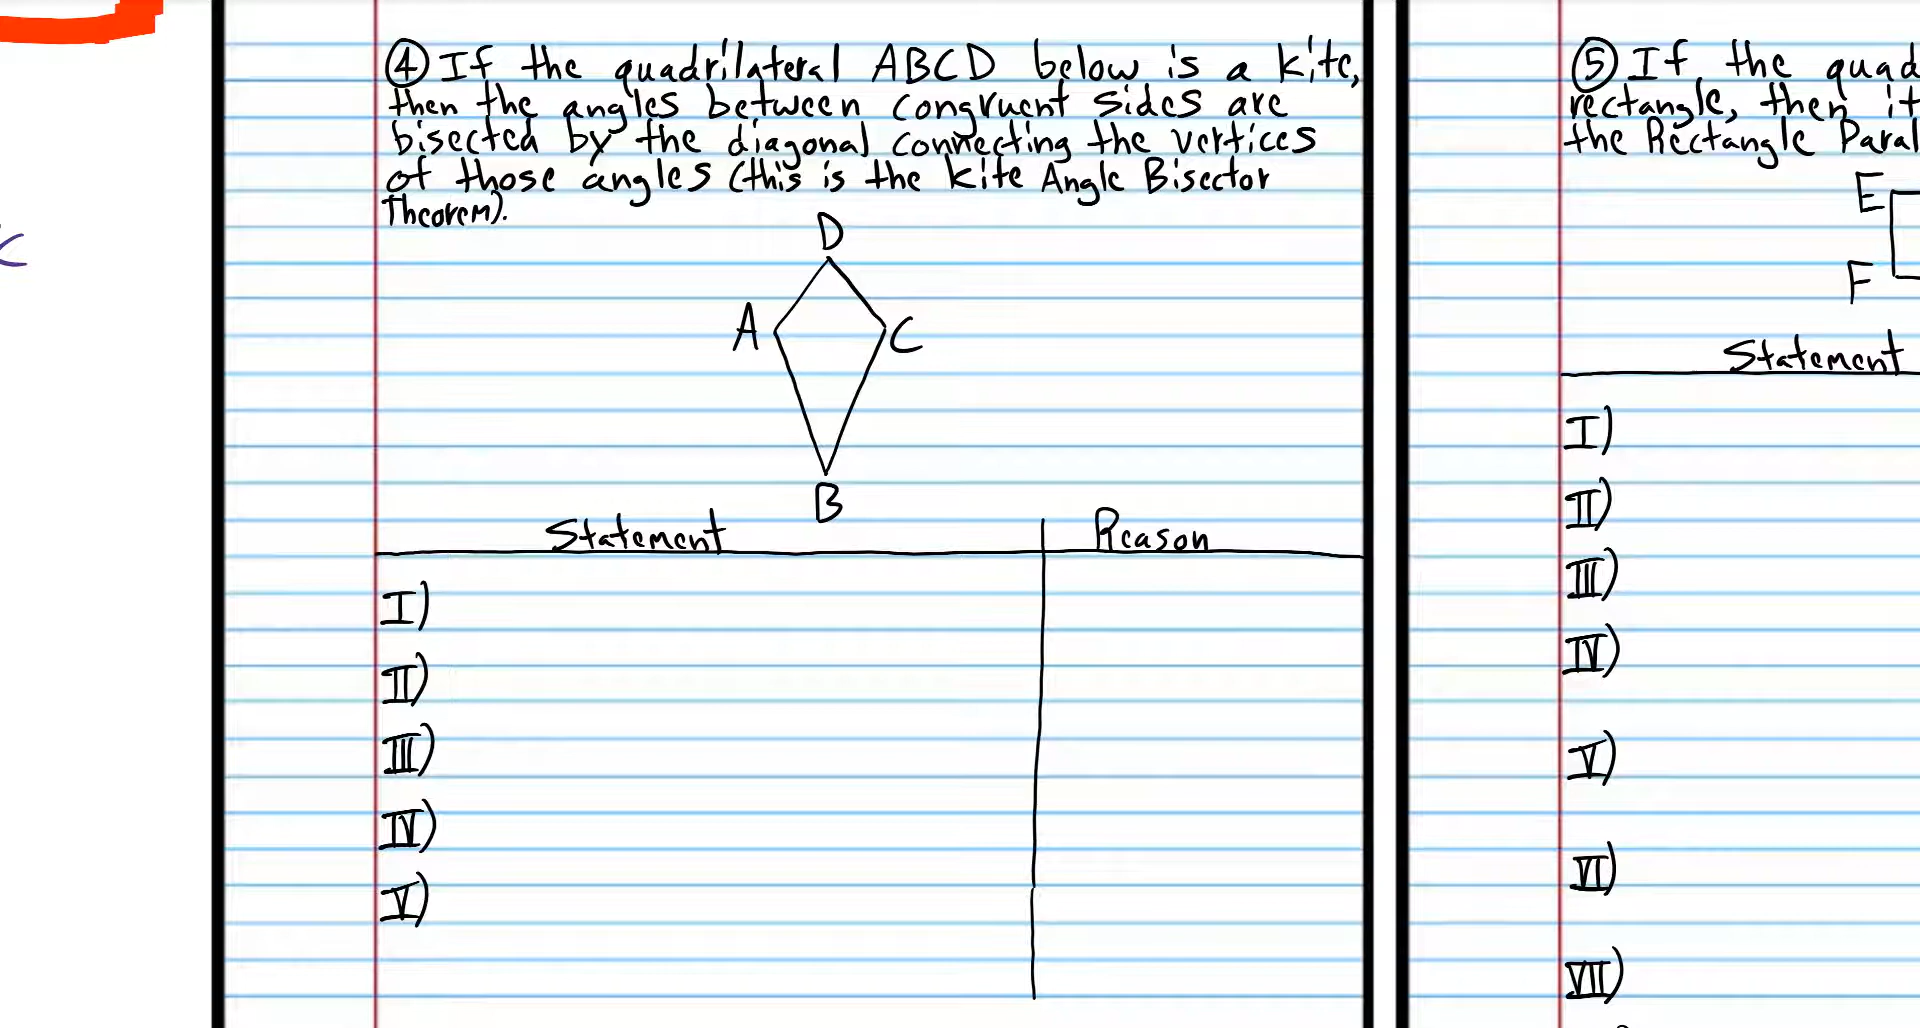 ④ If the quadrilateral ABCD below is a kite,
then the angles between congruent sides are
bisected by the diagonal connecting the vertices
of those angles (this is the Kite Angle Bisector
Theorem).
D
A
C
B
Statement
Reason
I)
II)
III)
IV)
V)
⑤ If the quad
rectangle, then it
the Rectangle Paral
E
F
Statement
I)
II)
III)
IV)
V)
VI)
VII)